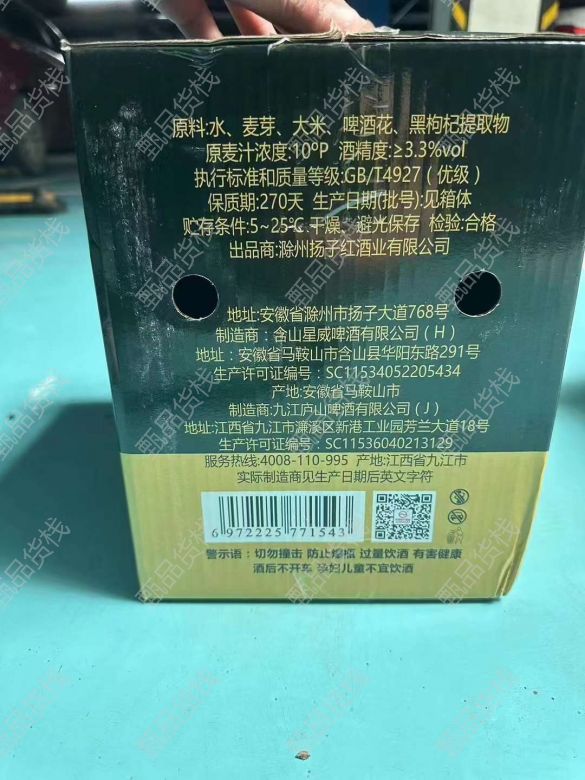 原料:水、麦芽、大米、啤酒花、黑枸杞提取物
原麦汁浓度:10°P 酒精度:≥3.3%vol
执行标准和质量等级:GB/T4927（优级）
保质期:270天 生产日期(批号):见箱体
贮存条件:5~25℃.干燥、避光保存 检验:合格
出品商:滁州扬子红酒业有限公司
地址:安徽省滁州市扬子大道768号
制造商：含山星威啤酒有限公司（H）
地址：安徽省马鞍山市含山县华阳东路291号
生产许可证编号：SC11534052205434
产地:安徽省马鞍山市
制造商:九江庐山啤酒有限公司（J）
地址:江西省九江市濂溪区新港工业园芳兰大道18号
生产许可证编号：SC11536040213129
服务热线:4008-110-995 产地:江西省九江市
实际制造商见生产日期后英文字符
6 972225 771543
警示语：切勿撞击 防止爆瓶 过量饮酒 有害健康
酒后不开车 孕妇儿童不宜饮酒
甄品货栈